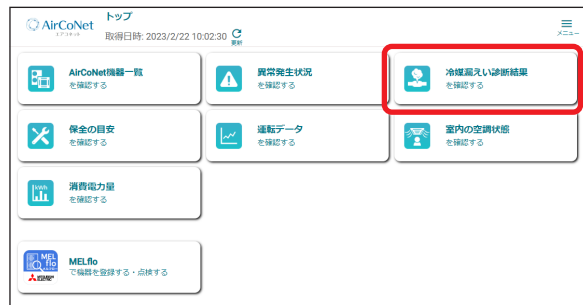 AirCoNet
エアコネット
トップ
取得日時: 2023/2/22 10:02:30
更新
メニュー
AirCoNet機器一覧
を確認する
異常発生状況
を確認する
冷媒漏えい診断結果
を確認する
保全の目安
を確認する
運転データ
を確認する
室内の空調状態
を確認する
kWh
消費電力量
を確認する
MEL
flo
MITSUBISHI
ELECTRIC
MELflo
で機器を登録する・点検する